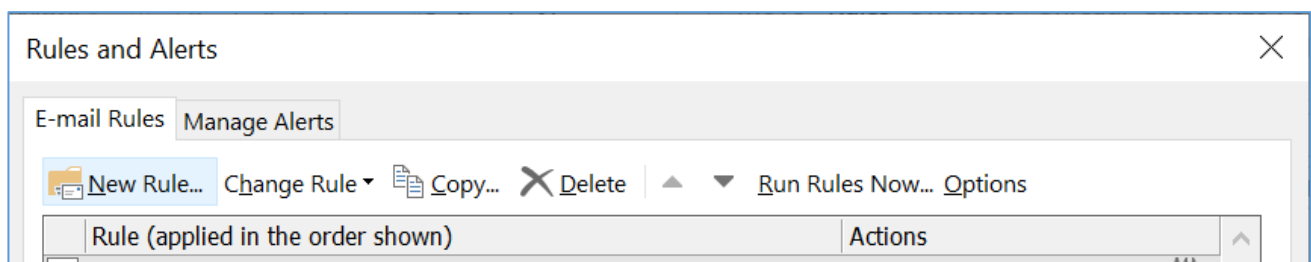 Rules and Alerts
E-mail Rules Manage Alerts
New Rule... Change Rule Copy... Delete Run Rules Now... Options
Rule (applied in the order shown) Actions